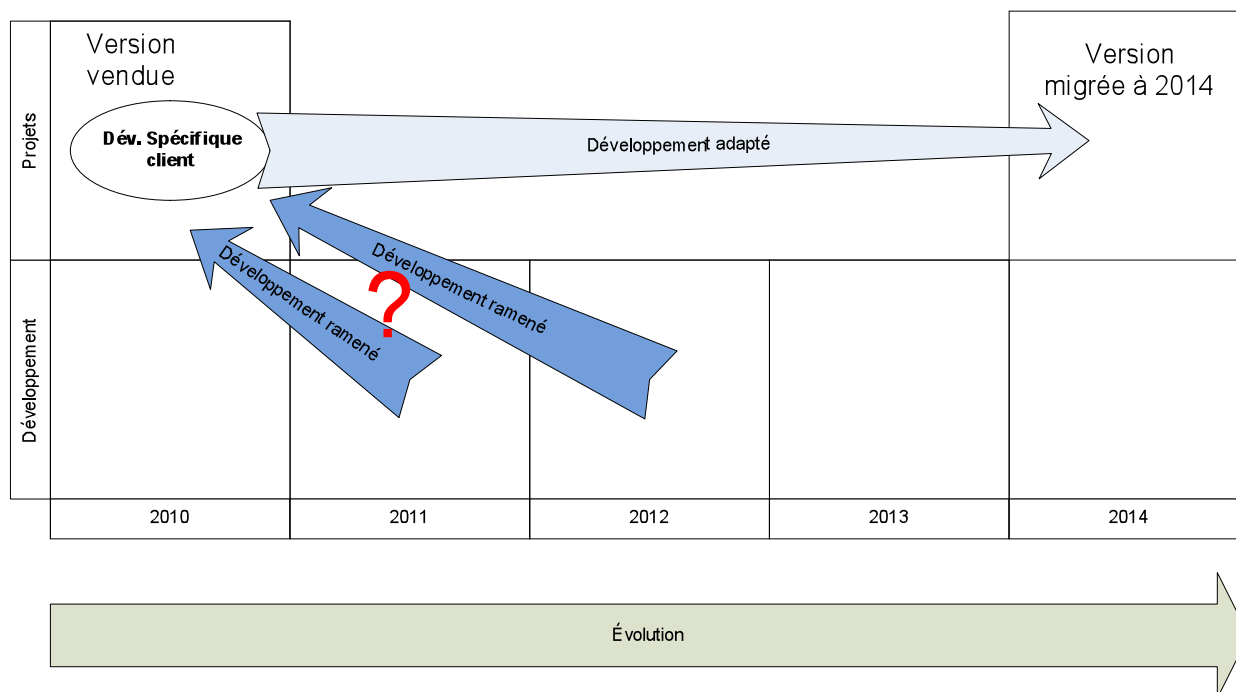 Version
vendue
Version
migrée à 2014
Projets
Dév. Spécifique
client
Développement adapté
Développement ramené
Développement ramené
?
Développement
2010
2011
2012
2013
2014
Évolution